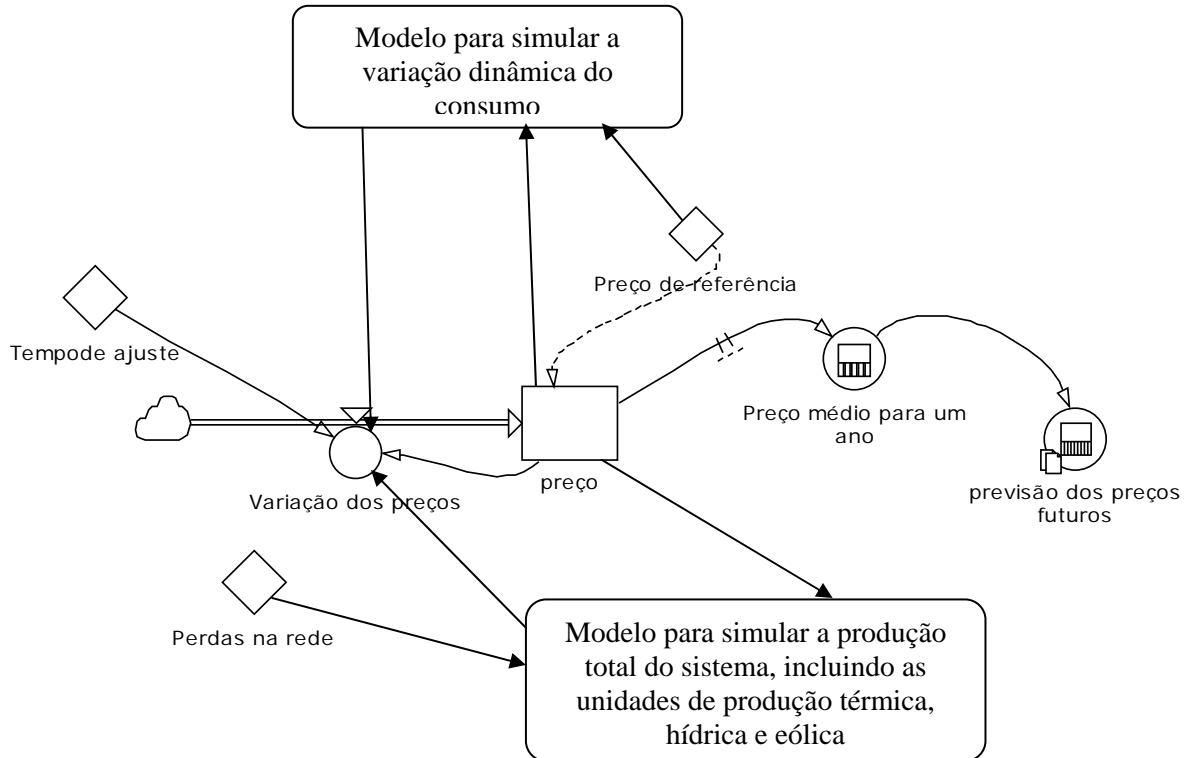 Modelo para simular a
variação dinâmica do
consumo
Preço de referência
Tempode ajuste
Preço médio para um
ano
preço
Variação dos preços
previsão dos preços
futuros
Perdas na rede
Modelo para simular a produção
total do sistema, incluindo as
unidades de produção térmica,
hídrica e eólica